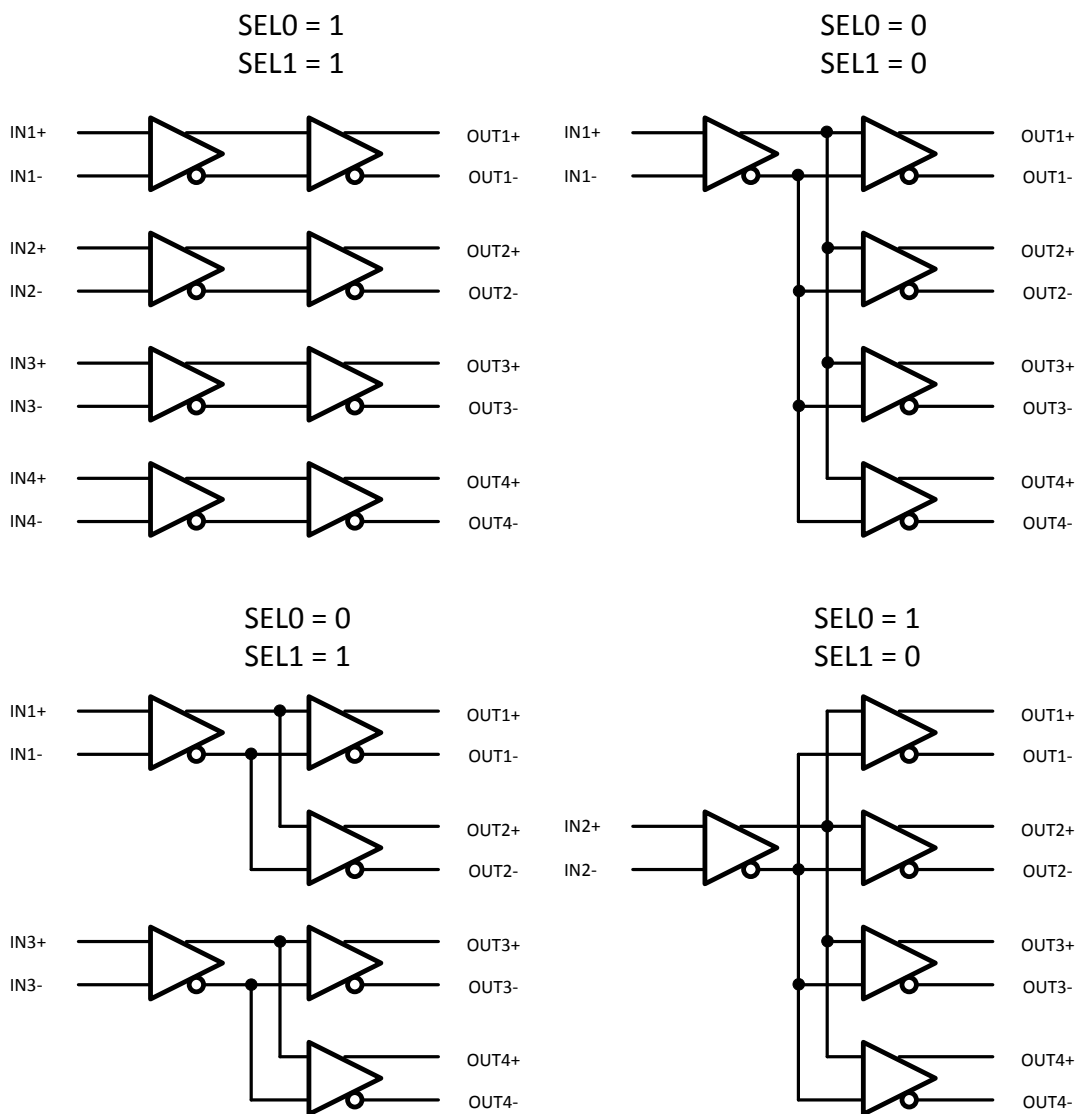 SEL0 = 1
SEL1 = 1
IN1+
IN1-
IN2+
IN2-
IN3+
IN3-
IN4+
IN4-
OUT1+
OUT1-
OUT2+
OUT2-
OUT3+
OUT3-
OUT4+
OUT4-
SEL0 = 0
SEL1 = 0
IN1+
IN1-
OUT1+
OUT1-
OUT2+
OUT2-
OUT3+
OUT3-
OUT4+
OUT4-
SEL0 = 0
SEL1 = 1
IN1+
IN1-
IN3+
IN3-
OUT1+
OUT1-
OUT2+
OUT2-
OUT3+
OUT3-
OUT4+
OUT4-
SEL0 = 1
SEL1 = 0
IN2+
IN2-
OUT1+
OUT1-
OUT2+
OUT2-
OUT3+
OUT3-
OUT4+
OUT4-